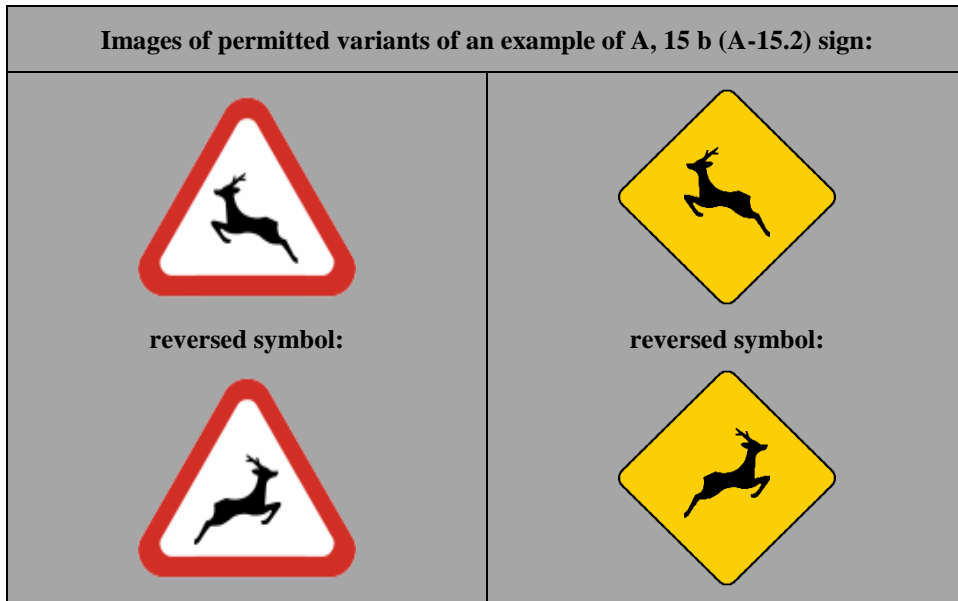 Images of permitted variants of an example of A, 15 b (A-15.2) sign:
reversed symbol:
reversed symbol: